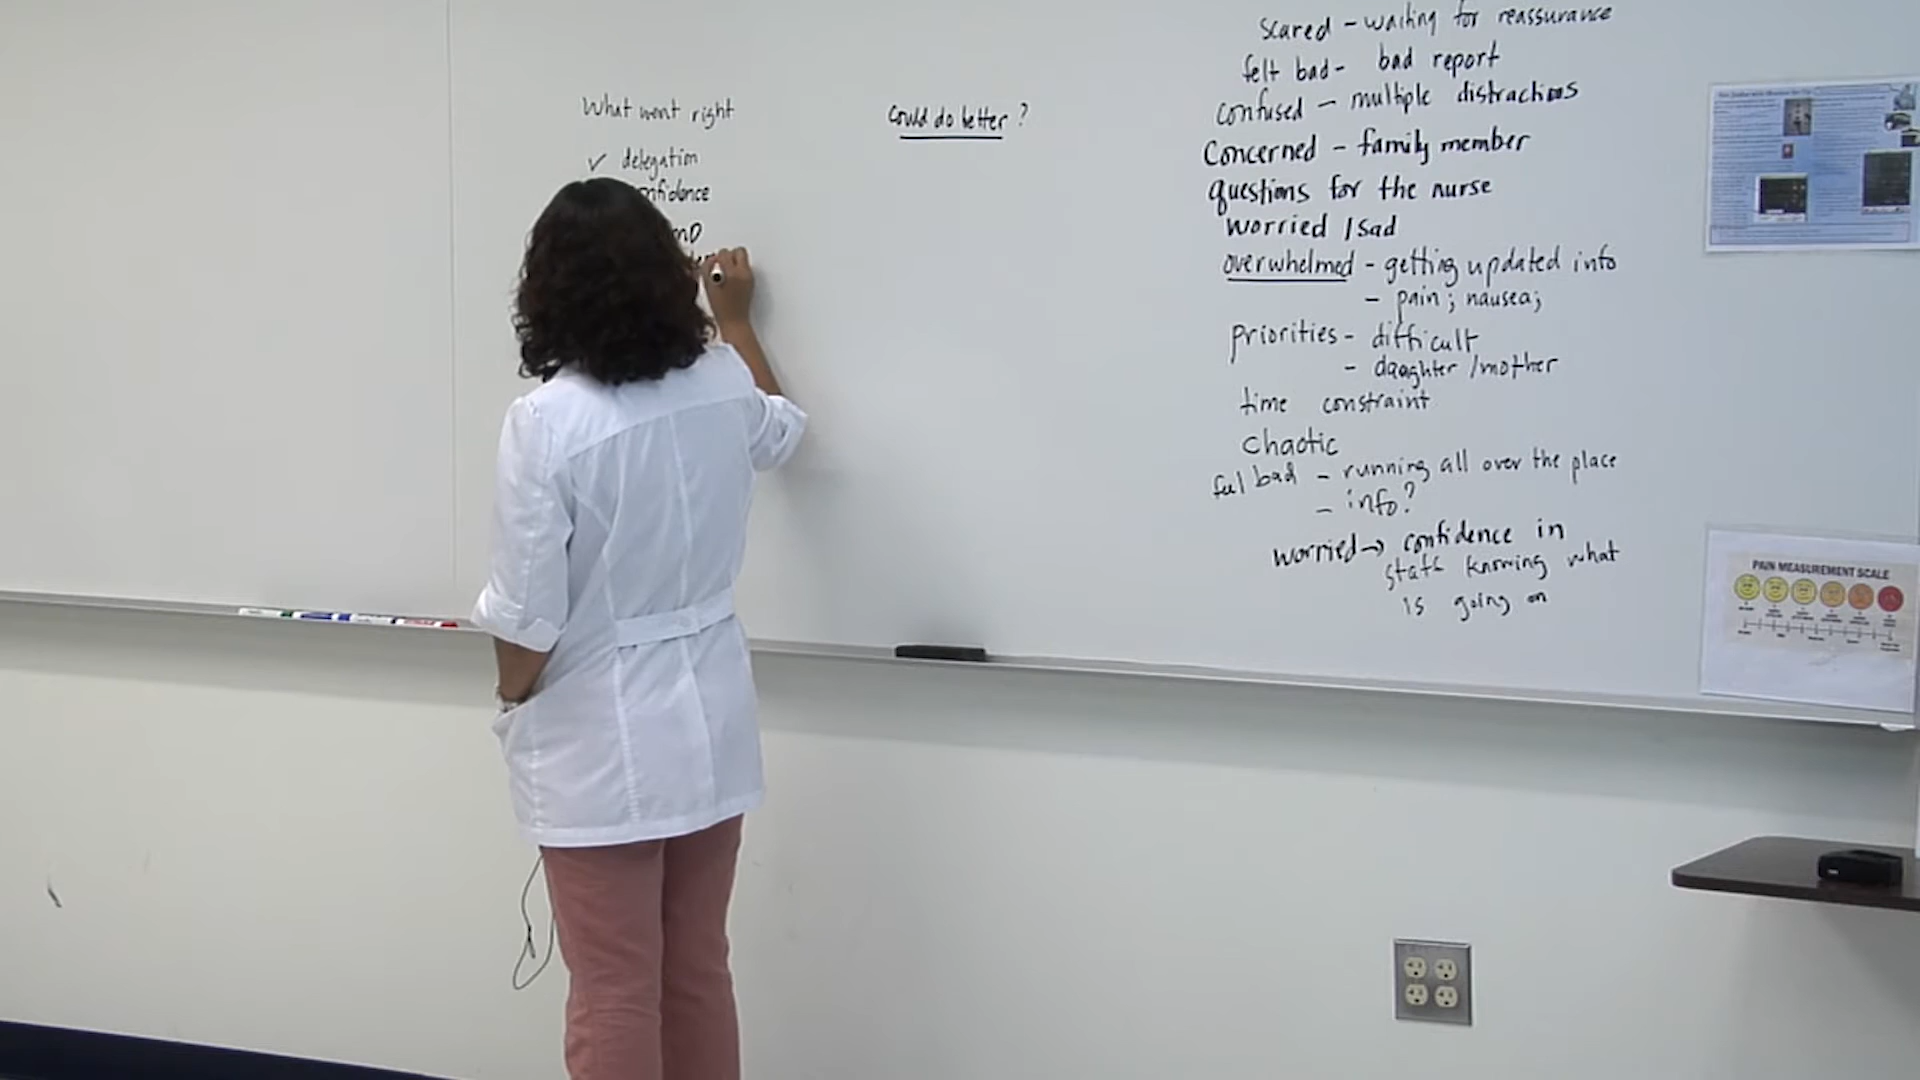 What went right
✓ delegation
Could do better?
scared - waiting for reassurance
felt bad - bad report
confused - multiple distractions
Concerned - family member
questions for the nurse
worried / sad
overwhelmed - getting updated info
- pain; nausea;
priorities - difficult
- daughter / mother
time constraint
Chaotic
feel bad - running all over the place
- info?
worried → confidence in
staff knowing what
is going on
PAIN MEASUREMENT SCALE